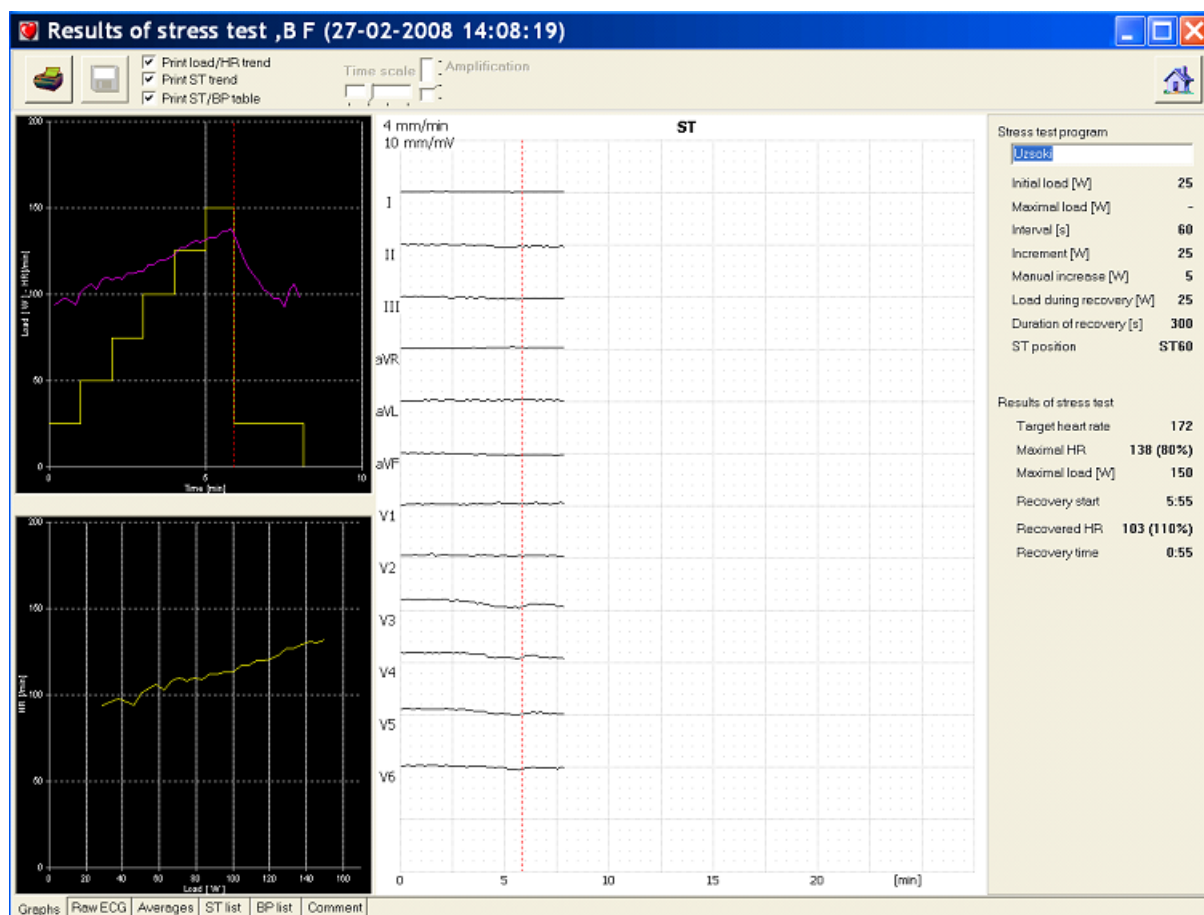 Results of stress test ,B F (27-02-2008 14:08:19)
Print load/HR trend
Print ST trend
Print ST/BP table
Time scale
Amplification
200
150
100
50
0
Load [W] - HR[/min]
0 5 10
Time [min]
200
150
100
50
0
HR [/min]
0 20 40 60 80 100 120 140 160
Load [W]
4 mm/min
10 mm/mV
ST
I
II
III
aVR
aVL
aVF
V1
V2
V3
V4
V5
V6
0 5 10 15 20 [min]
Stress test program
Uzsoki
Initial load [W] 25
Maximal load [W] -
Interval [s] 60
Increment [W] 25
Manual increase [W] 5
Load during recovery [W] 25
Duration of recovery [s] 300
ST position ST60
Results of stress test
Target heart rate 172
Maximal HR 138 (80%)
Maximal load [W] 150
Recovery start 5:55
Recovered HR 103 (110%)
Recovery time 0:55
Graphs Raw ECG Averages ST list BP list Comment